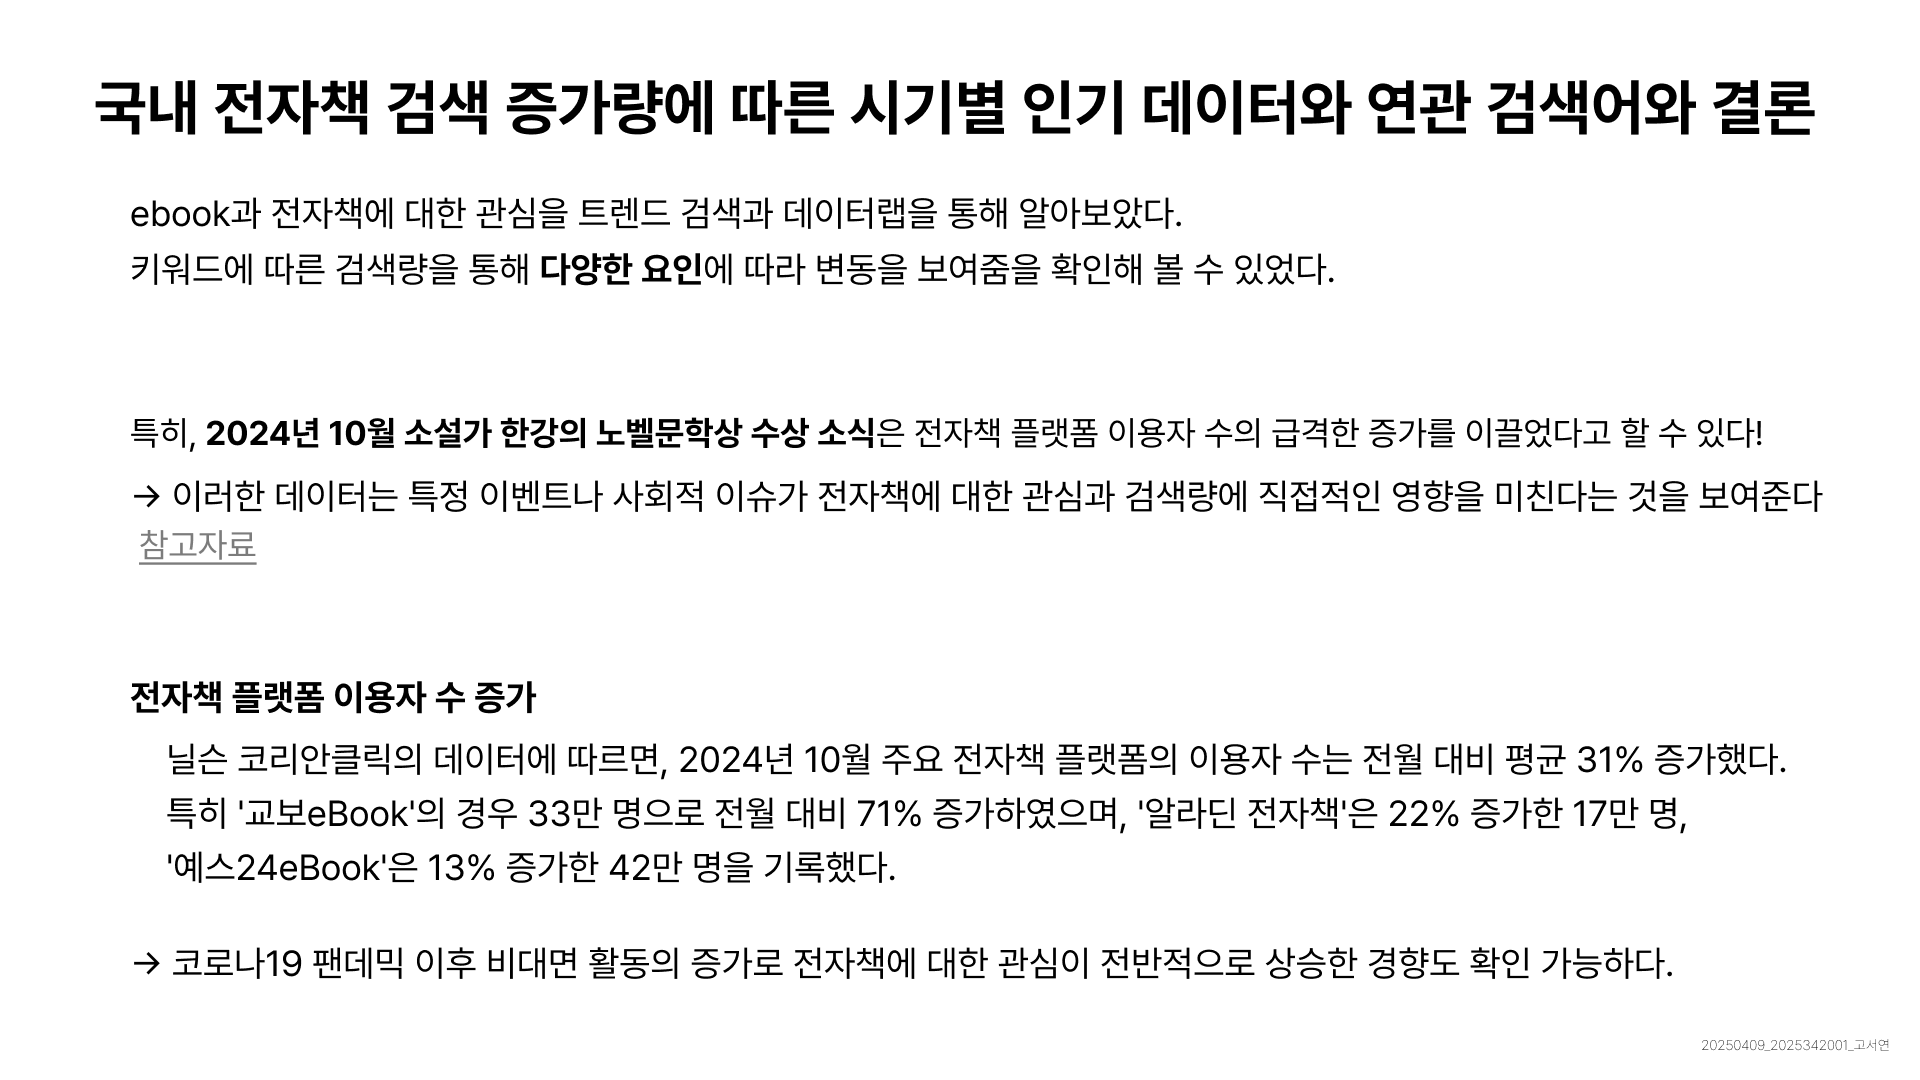 국내 전자책 검색 증가량에 따른 시기별 인기 데이터와 연관 검색어와 결론
ebook과 전자책에 대한 관심을 트렌드 검색과 데이터랩을 통해 알아보았다.
키워드에 따른 검색량을 통해 다양한 요인에 따라 변동을 보여줌을 확인해 볼 수 있었다.
특히, 2024년 10월 소설가 한강의 노벨문학상 수상 소식은 전자책 플랫폼 이용자 수의 급격한 증가를 이끌었다고 할 수 있다!
→ 이러한 데이터는 특정 이벤트나 사회적 이슈가 전자책에 대한 관심과 검색량에 직접적인 영향을 미친다는 것을 보여준다
참고자료
전자책 플랫폼 이용자 수 증가
닐슨 코리안클릭의 데이터에 따르면, 2024년 10월 주요 전자책 플랫폼의 이용자 수는 전월 대비 평균 31% 증가했다.
특히 '교보eBook'의 경우 33만 명으로 전월 대비 71% 증가하였으며, '알라딘 전자책'은 22% 증가한 17만 명,
'예스24eBook'은 13% 증가한 42만 명을 기록했다.
→ 코로나19 팬데믹 이후 비대면 활동의 증가로 전자책에 대한 관심이 전반적으로 상승한 경향도 확인 가능하다.
20250409_2025342001_고서연